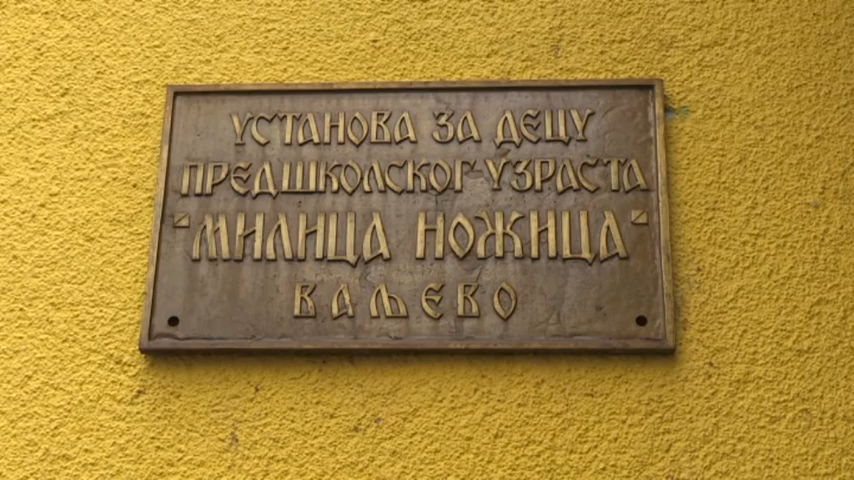 УСТАНОВА ЗА ДЕЦУ
ПРЕДШКОЛСКОГ УЗРАСТА
"МИЛИЦА НОЖИЦА"
ВАЉЕВО